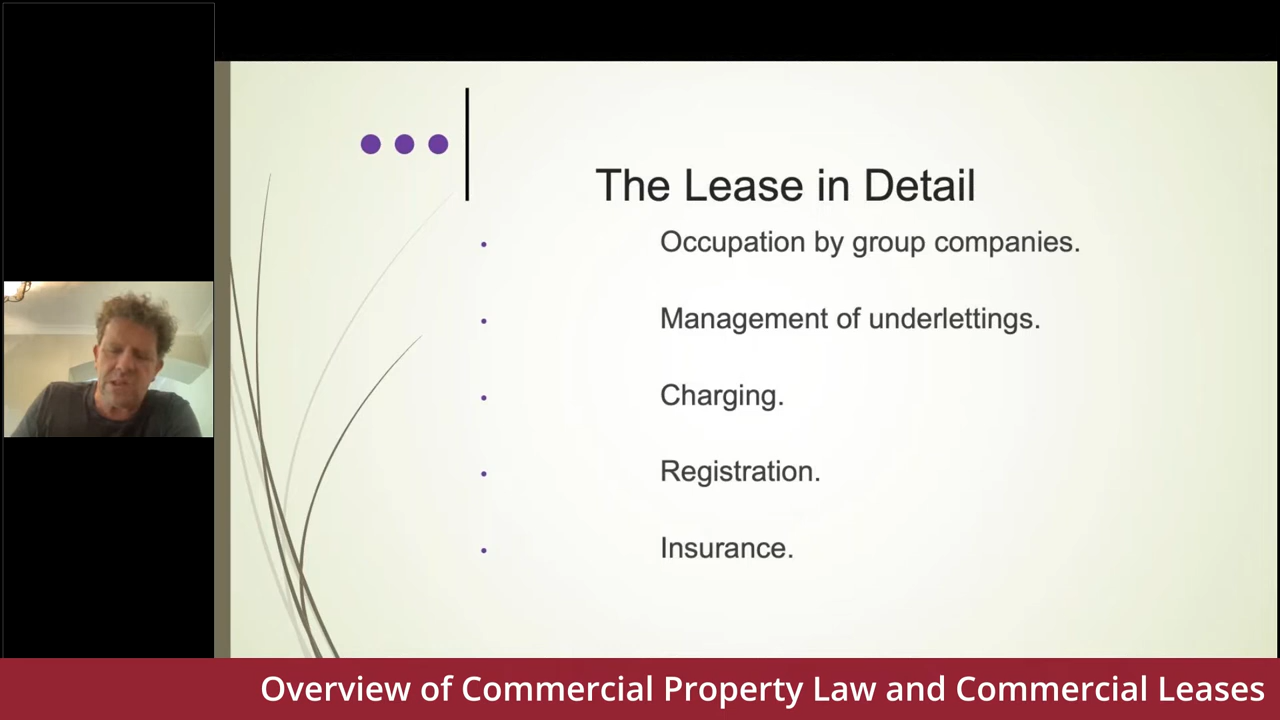 The Lease in Detail
Occupation by group companies.
Management of underlettings.
Charging.
Registration.
Insurance.
Overview of Commercial Property Law and Commercial Leases